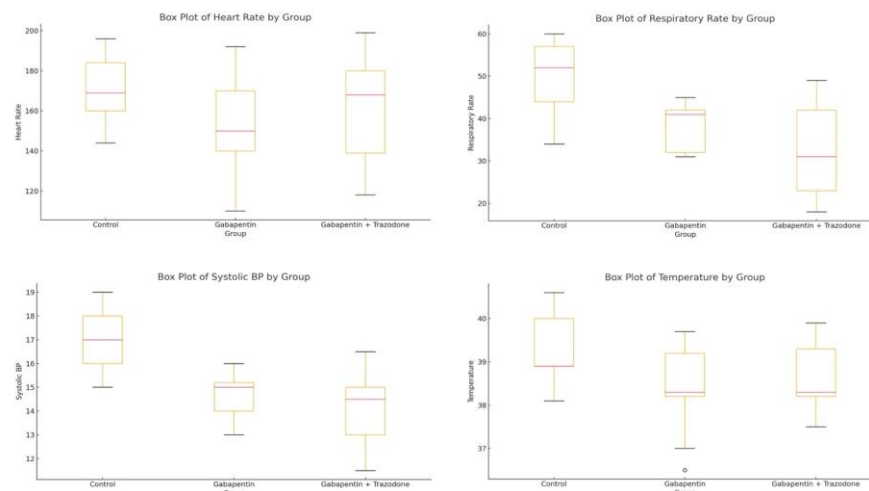 Box Plot of Heart Rate by Group
200
180
160
140
120
Heart Rate
Control
Gabapentin
Gabapentin + Trazodone
Group
Box Plot of Respiratory Rate by Group
60
50
40
30
20
Respiratory Rate
Control
Gabapentin
Gabapentin + Trazodone
Group
Box Plot of Systolic BP by Group
19
18
17
16
15
14
13
12
Systolic BP
Control
Gabapentin
Gabapentin + Trazodone
Box Plot of Temperature by Group
40
39
38
37
Temperature
Control
Gabapentin
Gabapentin + Trazodone